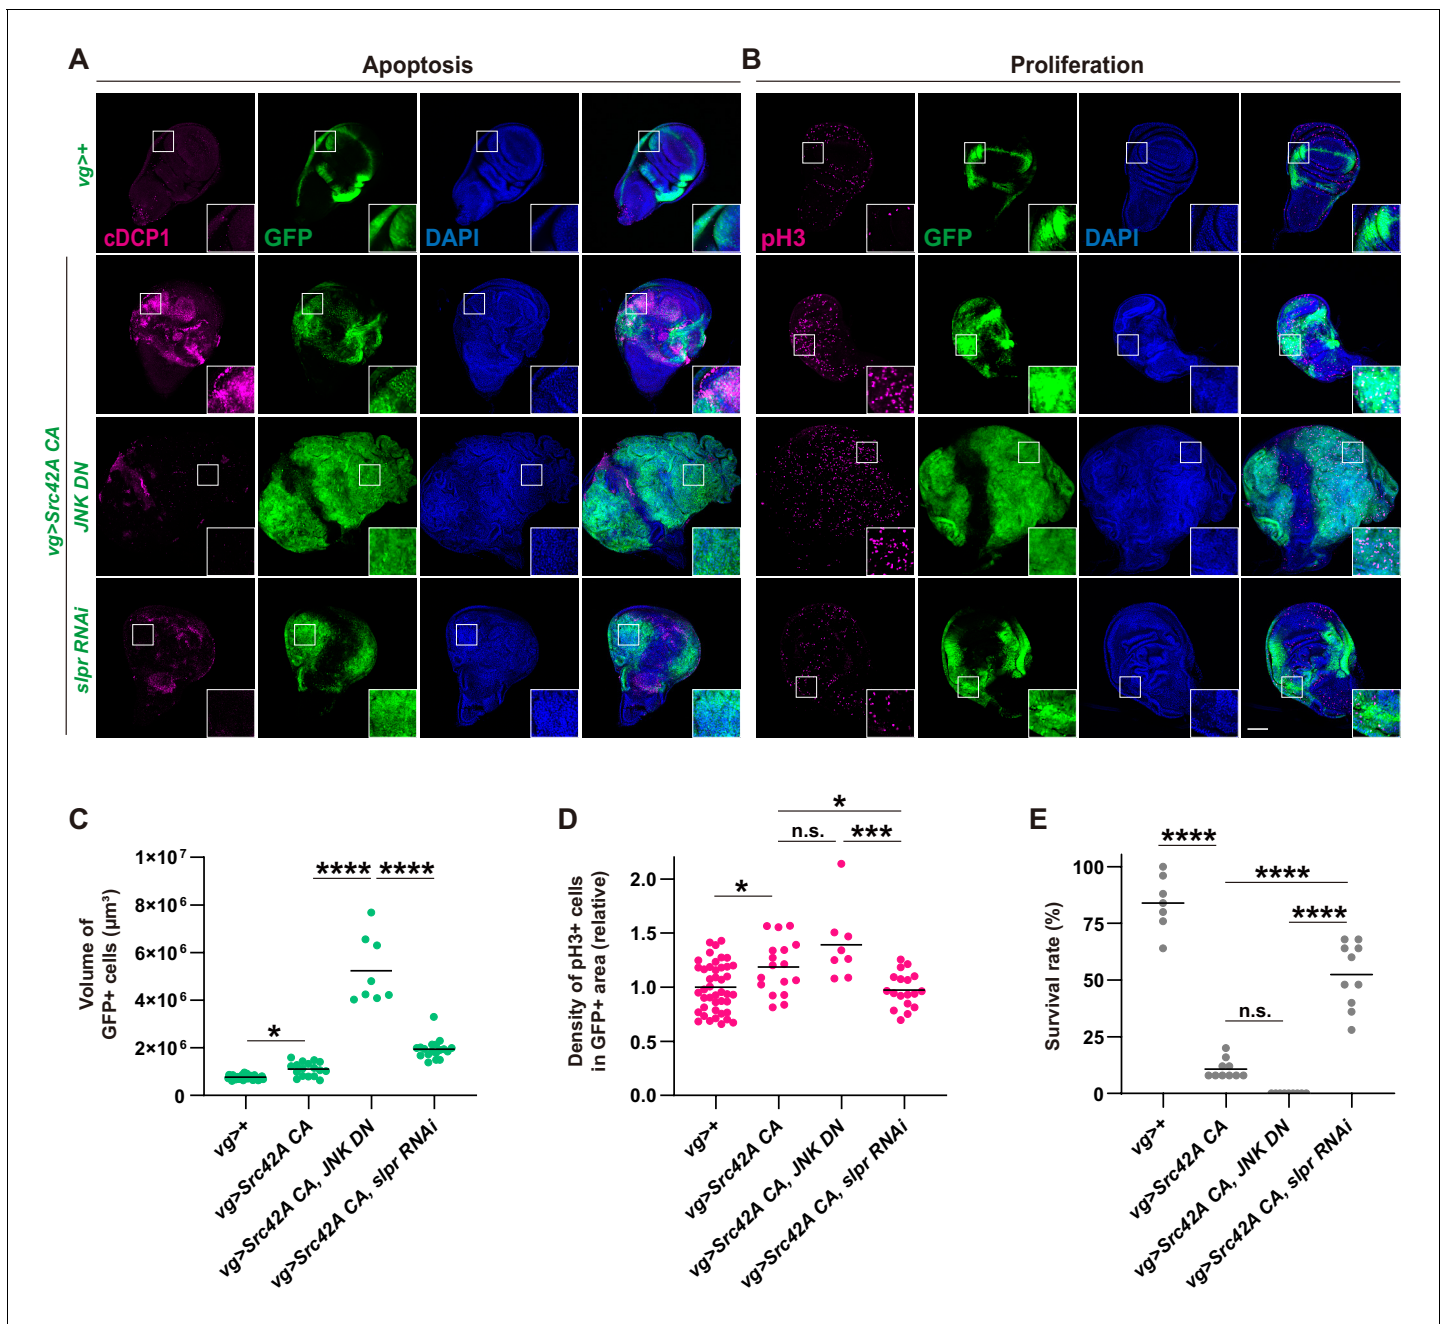 A
Apoptosis
B
Proliferation
vg>+
cDCP1
GFP
DAPI
pH3
GFP
DAPI
vg>Src42A CA
JNK DN
slpr RNAi
C
Volume of
GFP+ cells (µm³)
1×10⁷
8×10⁶
6×10⁶
4×10⁶
2×10⁶
0
*
****
****
vg>+
vg>Src42A CA
vg>Src42A CA, JNK DN
vg>Src42A CA, slpr RNAi
D
Density of pH3+ cells
in GFP+ area (relative)
2.0
1.5
1.0
0.5
0.0
*
n.s.
***
*
vg>+
vg>Src42A CA
vg>Src42A CA, JNK DN
vg>Src42A CA, slpr RNAi
E
Survival rate (%)
100
75
50
25
0
****
****
****
n.s.
vg>+
vg>Src42A CA
vg>Src42A CA, JNK DN
vg>Src42A CA, slpr RNAi